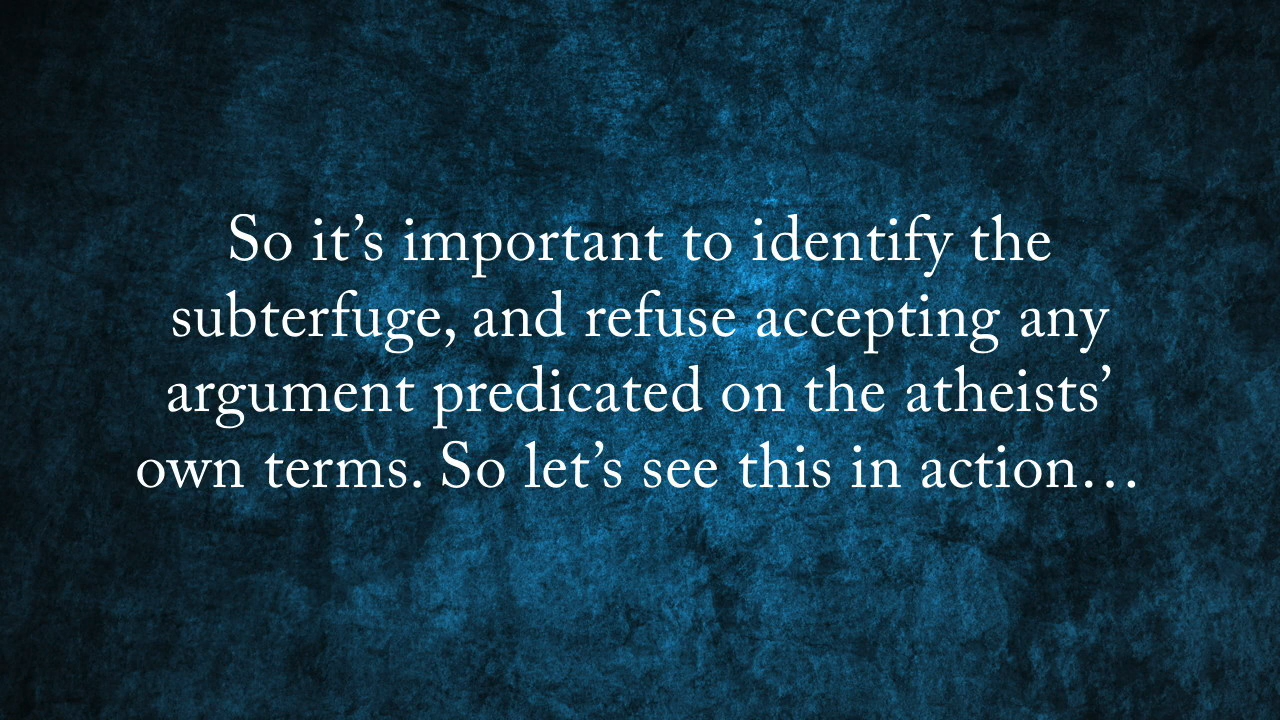 So it’s important to identify the
subterfuge, and refuse accepting any
argument predicated on the atheists’
own terms. So let’s see this in action…